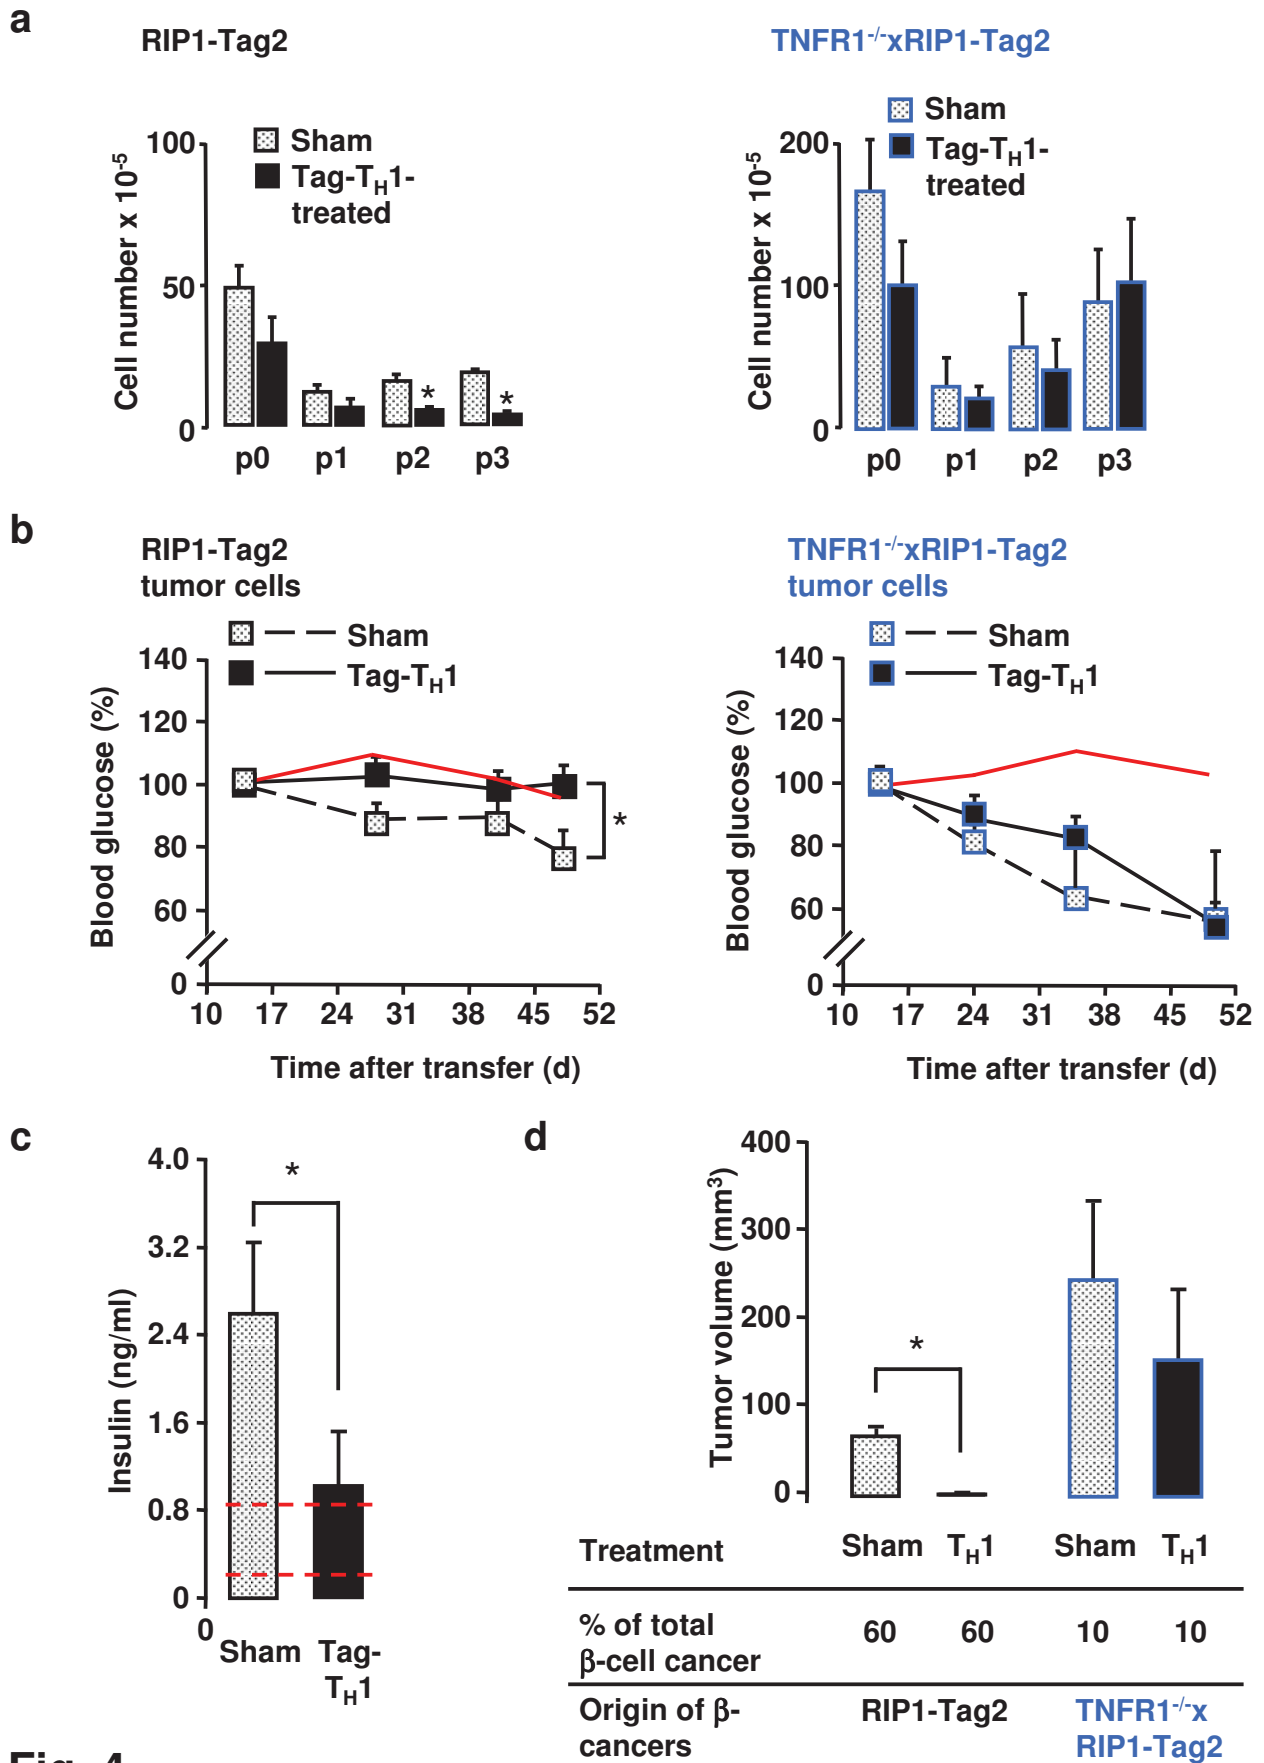 a
RIP1-Tag2
TNFR1-/-xRIP1-Tag2
Sham
Tag-TH1-
treated
Cell number x 10-5
100
50
0
p0 p1 p2 p3
* *
Sham
Tag-TH1-
treated
Cell number x 10-5
200
100
0
p0 p1 p2 p3
b
RIP1-Tag2
tumor cells
Sham
Tag-TH1
Blood glucose (%)
140
120
100
80
60
0
*
10 17 24 31 38 45 52
Time after transfer (d)
TNFR1-/-xRIP1-Tag2
tumor cells
Sham
Tag-TH1
Blood glucose (%)
140
120
100
80
60
0
10 17 24 31 38 45 52
Time after transfer (d)
c
Insulin (ng/ml)
4.0
3.2
2.4
1.6
0.8
0
0
*
Sham Tag-
TH1
d
Tumor volume (mm3)
400
300
200
100
0
*
Treatment Sham TH1 Sham TH1
% of total
β-cell cancer 60 60 10 10
Origin of β-
cancers
RIP1-Tag2
TNFR1-/-x
RIP1-Tag2